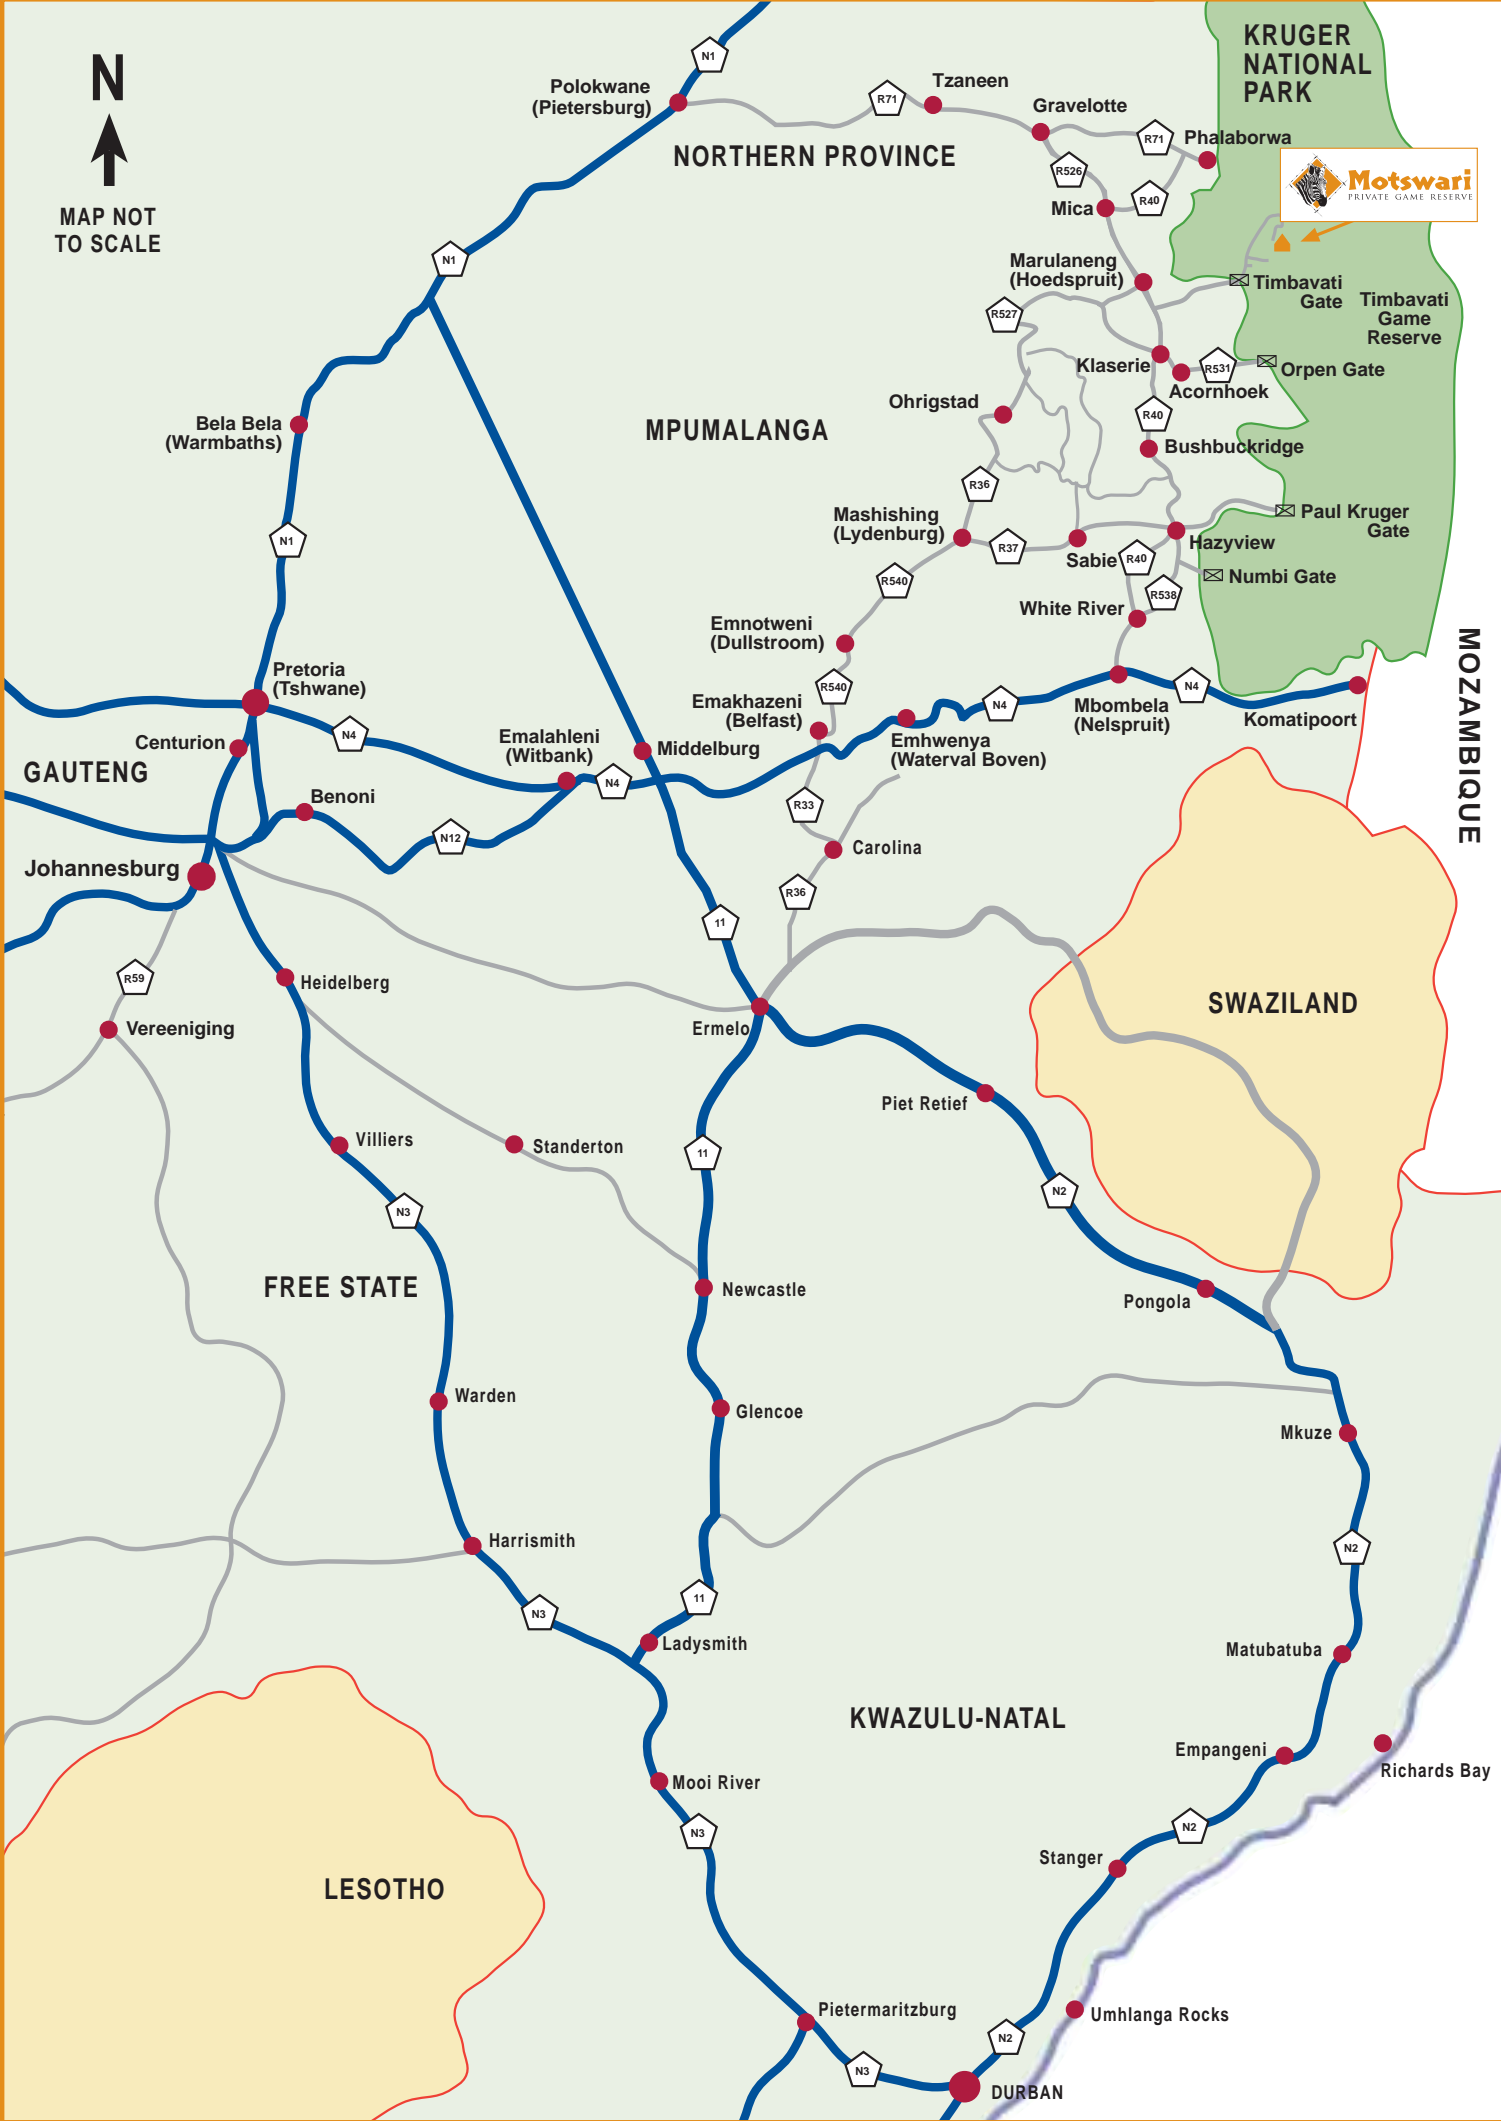 N
MAP NOT
TO SCALE
N1
Polokwane
(Pietersburg)
R71
Tzaneen
Gravelotte
R71
Phalaborwa
KRUGER
NATIONAL
PARK
NORTHERN PROVINCE
R526
R40
Mica
Motswari
PRIVATE GAME RESERVE
N1
Marulaneng
(Hoedspruit)
Timbavati
Gate
Timbavati
Game
Reserve
R527
Klaserie
R531
Orpen Gate
Acornhoek
Ohrigstad
R40
Bela Bela
(Warmbaths)
MPUMALANGA
Bushbuckridge
R36
Mashishing
(Lydenburg)
Paul Kruger
Gate
N1
R37
Sabie
R40
Hazyview
R540
Numbi Gate
R538
White River
Emnotweni
(Dullstroom)
MOZAMBIQUE
Pretoria
(Tshwane)
R540
N4
Emakhazeni
(Belfast)
N4
Mbombela
(Nelspruit)
Komatipoort
Centurion
N4
Emalahleni
(Witbank)
Middelburg
Emhwenya
(Waterval Boven)
GAUTENG
N4
Benoni
R33
N12
Carolina
Johannesburg
R36
11
R59
Heidelberg
SWAZILAND
Vereeniging
Ermelo
Piet Retief
Villiers
Standerton
11
N2
N3
FREE STATE
Newcastle
Pongola
Warden
Glencoe
Mkuze
Harrismith
N2
N3
11
Ladysmith
Matubatuba
KWAZULU-NATAL
Empangeni
Richards Bay
Mooi River
N3
N2
Stanger
LESOTHO
Pietermaritzburg
Umhlanga Rocks
N2
N3
DURBAN